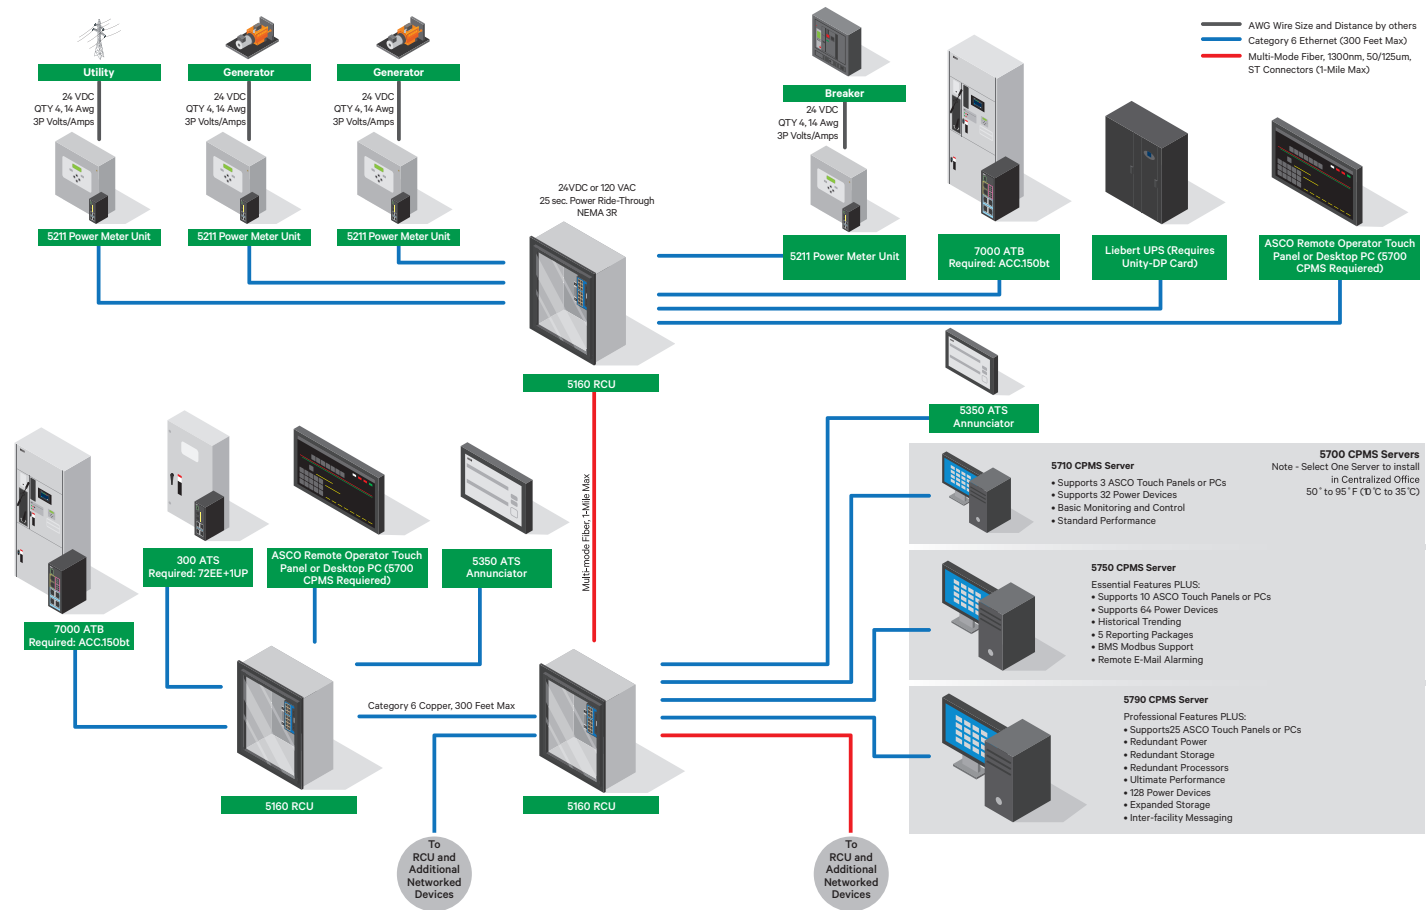 AWG Wire Size and Distance by others
Category 6 Ethernet (300 Feet Max)
Multi-Mode Fiber, 1300nm, 50/125um,
ST Connectors (1-Mile Max)
Utility
Generator
Generator
Breaker
24 VDC
QTY 4, 14 Awg
3P Volts/Amps
24 VDC
QTY 4, 14 Awg
3P Volts/Amps
24 VDC
QTY 4, 14 Awg
3P Volts/Amps
24 VDC
QTY 4, 14 Awg
3P Volts/Amps
24VDC or 120 VAC
25 sec. Power Ride-Through
NEMA 3R
5211 Power Meter Unit
5211 Power Meter Unit
5211 Power Meter Unit
5211 Power Meter Unit
7000 ATB
Required: ACC.150bt
Liebert UPS (Requires
Unity-DP Card)
ASCO Remote Operator Touch
Panel or Desktop PC (5700
CPMS Requiered)
5160 RCU
5350 ATS
Annunciator
Multi-mode Fiber, 1-Mile Max
300 ATS
Required: 72EE+1UP
ASCO Remote Operator Touch
Panel or Desktop PC (5700
CPMS Requiered)
5350 ATS
Annunciator
7000 ATB
Required: ACC.150bt
5700 CPMS Servers
Note - Select One Server to install
in Centralized Office
50˚ to 95˚F (10˚C to 35˚C)
5710 CPMS Server
• Supports 3 ASCO Touch Panels or PCs
• Supports 32 Power Devices
• Basic Monitoring and Control
• Standard Performance
5750 CPMS Server
Essential Features PLUS:
• Supports 10 ASCO Touch Panels or PCs
• Supports 64 Power Devices
• Historical Trending
• 5 Reporting Packages
• BMS Modbus Support
• Remote E-Mail Alarming
5790 CPMS Server
Professional Features PLUS:
• Supports25 ASCO Touch Panels or PCs
• Redundant Power
• Redundant Storage
• Redundant Processors
• Ultimate Performance
• 128 Power Devices
• Expanded Storage
• Inter-facility Messaging
Category 6 Copper, 300 Feet Max
5160 RCU
5160 RCU
To
RCU and
Additional
Networked
Devices
To
RCU and
Additional
Networked
Devices